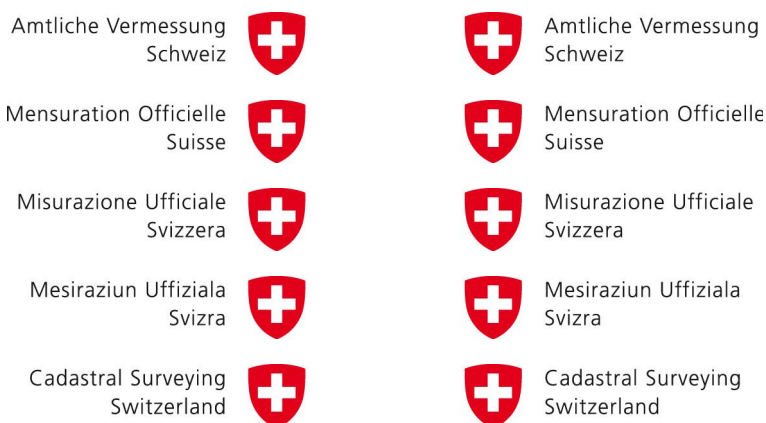 Amtliche Vermessung
Schweiz
Amtliche Vermessung
Schweiz
Mensuration Officielle
Suisse
Mensuration Officielle
Suisse
Misurazione Ufficiale
Svizzera
Misurazione Ufficiale
Svizzera
Mesiraziun Uffiziala
Svizra
Mesiraziun Uffiziala
Svizra
Cadastral Surveying
Switzerland
Cadastral Surveying
Switzerland